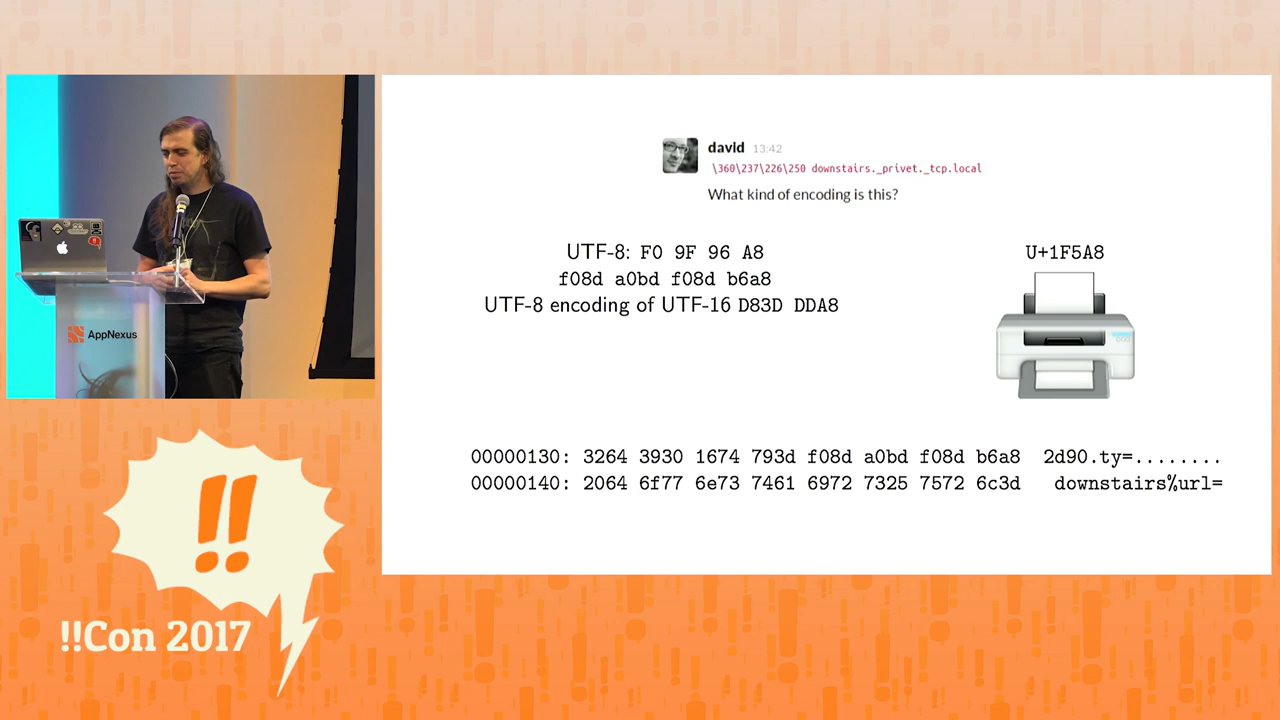 david 13:42
\360\237\226\250 downstairs._privet._tcp.local
What kind of encoding is this?
UTF-8: F0 9F 96 A8
f08d a0bd f08d b6a8
UTF-8 encoding of UTF-16 D83D DDA8
U+1F5A8
00000130: 3264 3930 1674 793d f08d a0bd f08d b6a8 2d90.ty=........
00000140: 2064 6f77 6e73 7461 6972 7325 7572 6c3d downstairs%url=
AppNexus
!!
!!Con 2017